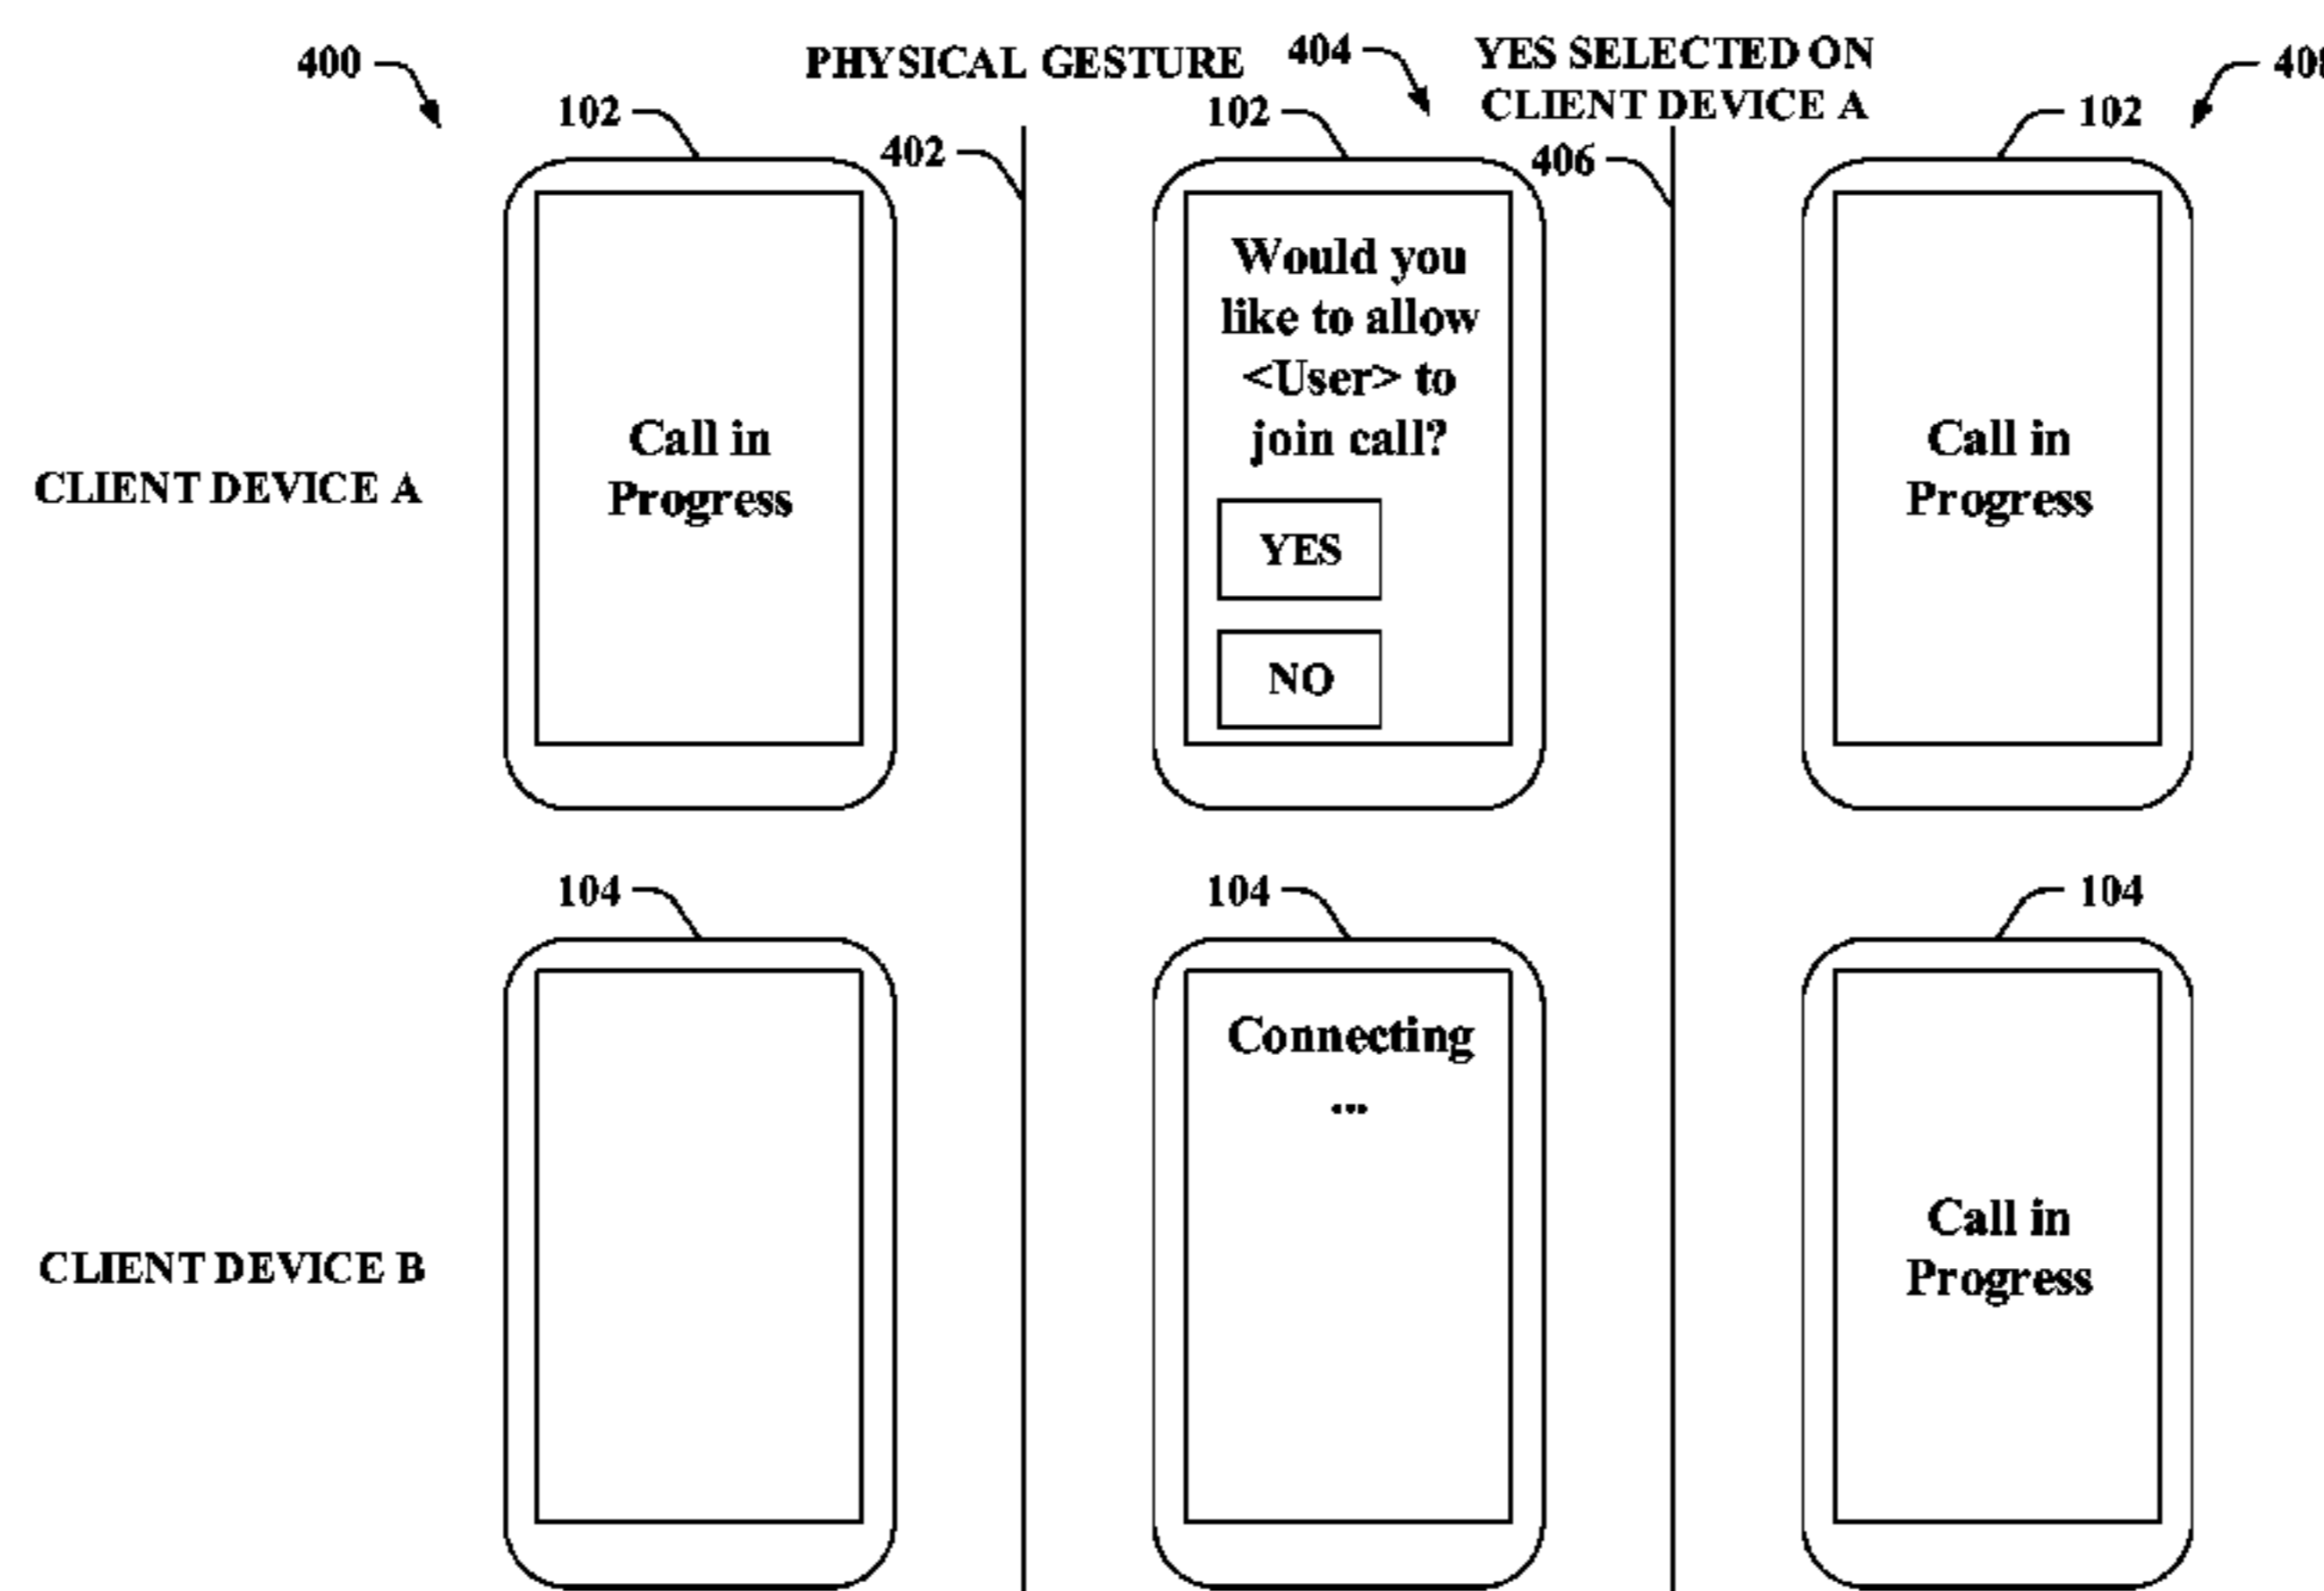 400
PHYSICAL GESTURE
404
YES SELECTED ON
CLIENT DEVICE A
102
402
102
406
102
CLIENT DEVICE A
Call in
Progress
Would you
like to allow
<User> to
join call?
YES
NO
Call in
Progress
104
104
104
CLIENT DEVICE B
Connecting
...
Call in
Progress